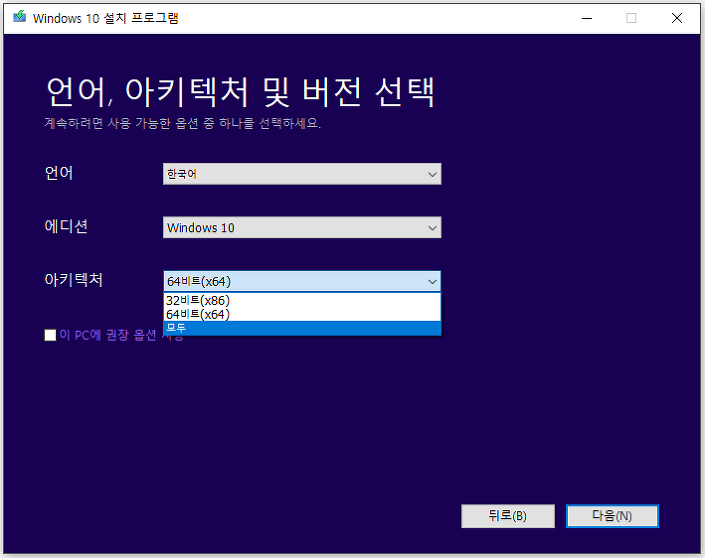 Windows 10 설치 프로그램
언어, 아키텍처 및 버전 선택
계속하려면 사용 가능한 옵션 중 하나를 선택하세요.
언어 한국어
에디션 Windows 10
아키텍처 64비트(x64)
32비트(x86)
64비트(x64)
모두
이 PC에 권장 옵션 사용
뒤로(B) 다음(N)